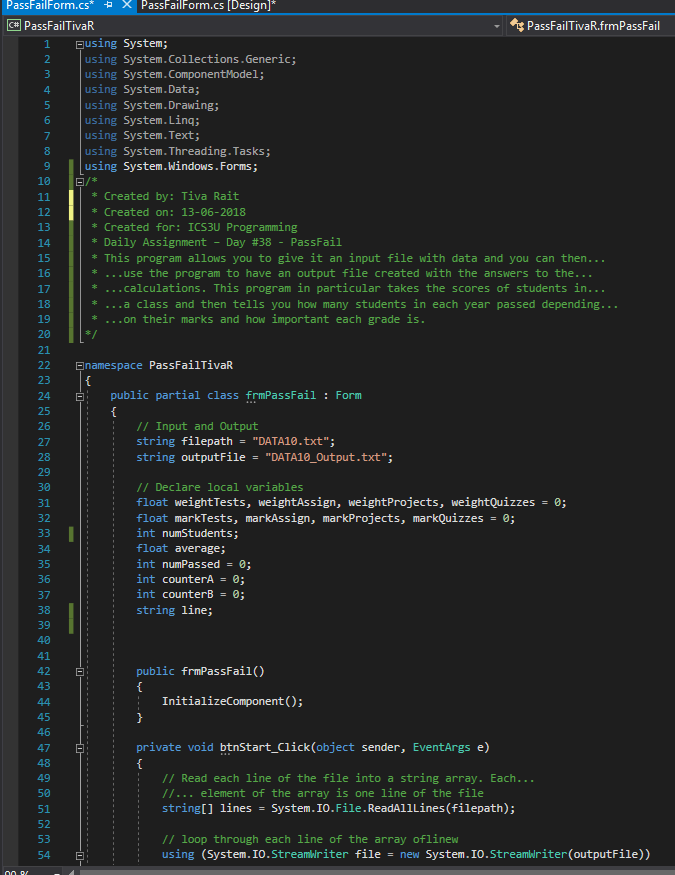 PassFailForm.cs* PassFailForm.cs [Design]*
C# PassFailTivaR PassFailTivaR.frmPassFail
1 using System;
2 using System.Collections.Generic;
3 using System.ComponentModel;
4 using System.Data;
5 using System.Drawing;
6 using System.Linq;
7 using System.Text;
8 using System.Threading.Tasks;
9 using System.Windows.Forms;
10 /*
11 * Created by: Tiva Rait
12 * Created on: 13-06-2018
13 * Created for: ICS3U Programming
14 * Daily Assignment – Day #38 - PassFail
15 * This program allows you to give it an input file with data and you can then...
16 * ...use the program to have an output file created with the answers to the...
17 * ...calculations. This program in particular takes the scores of students in...
18 * ...a class and then tells you how many students in each year passed depending...
19 * ...on their marks and how important each grade is.
20 */
21
22 namespace PassFailTivaR
23 {
24 public partial class frmPassFail : Form
25 {
26 // Input and Output
27 string filepath = "DATA10.txt";
28 string outputFile = "DATA10_Output.txt";
29
30 // Declare local variables
31 float weightTests, weightAssign, weightProjects, weightQuizzes = 0;
32 float markTests, markAssign, markProjects, markQuizzes = 0;
33 int numStudents;
34 float average;
35 int numPassed = 0;
36 int counterA = 0;
37 int counterB = 0;
38 string line;
39
40
41
42 public frmPassFail()
43 {
44 InitializeComponent();
45 }
46
47 private void btnStart_Click(object sender, EventArgs e)
48 {
49 // Read each line of the file into a string array. Each...
50 //... element of the array is one line of the file
51 string[] lines = System.IO.File.ReadAllLines(filepath);
52
53 // loop through each line of the array oflinew
54 using (System.IO.StreamWriter file = new System.IO.StreamWriter(outputFile))